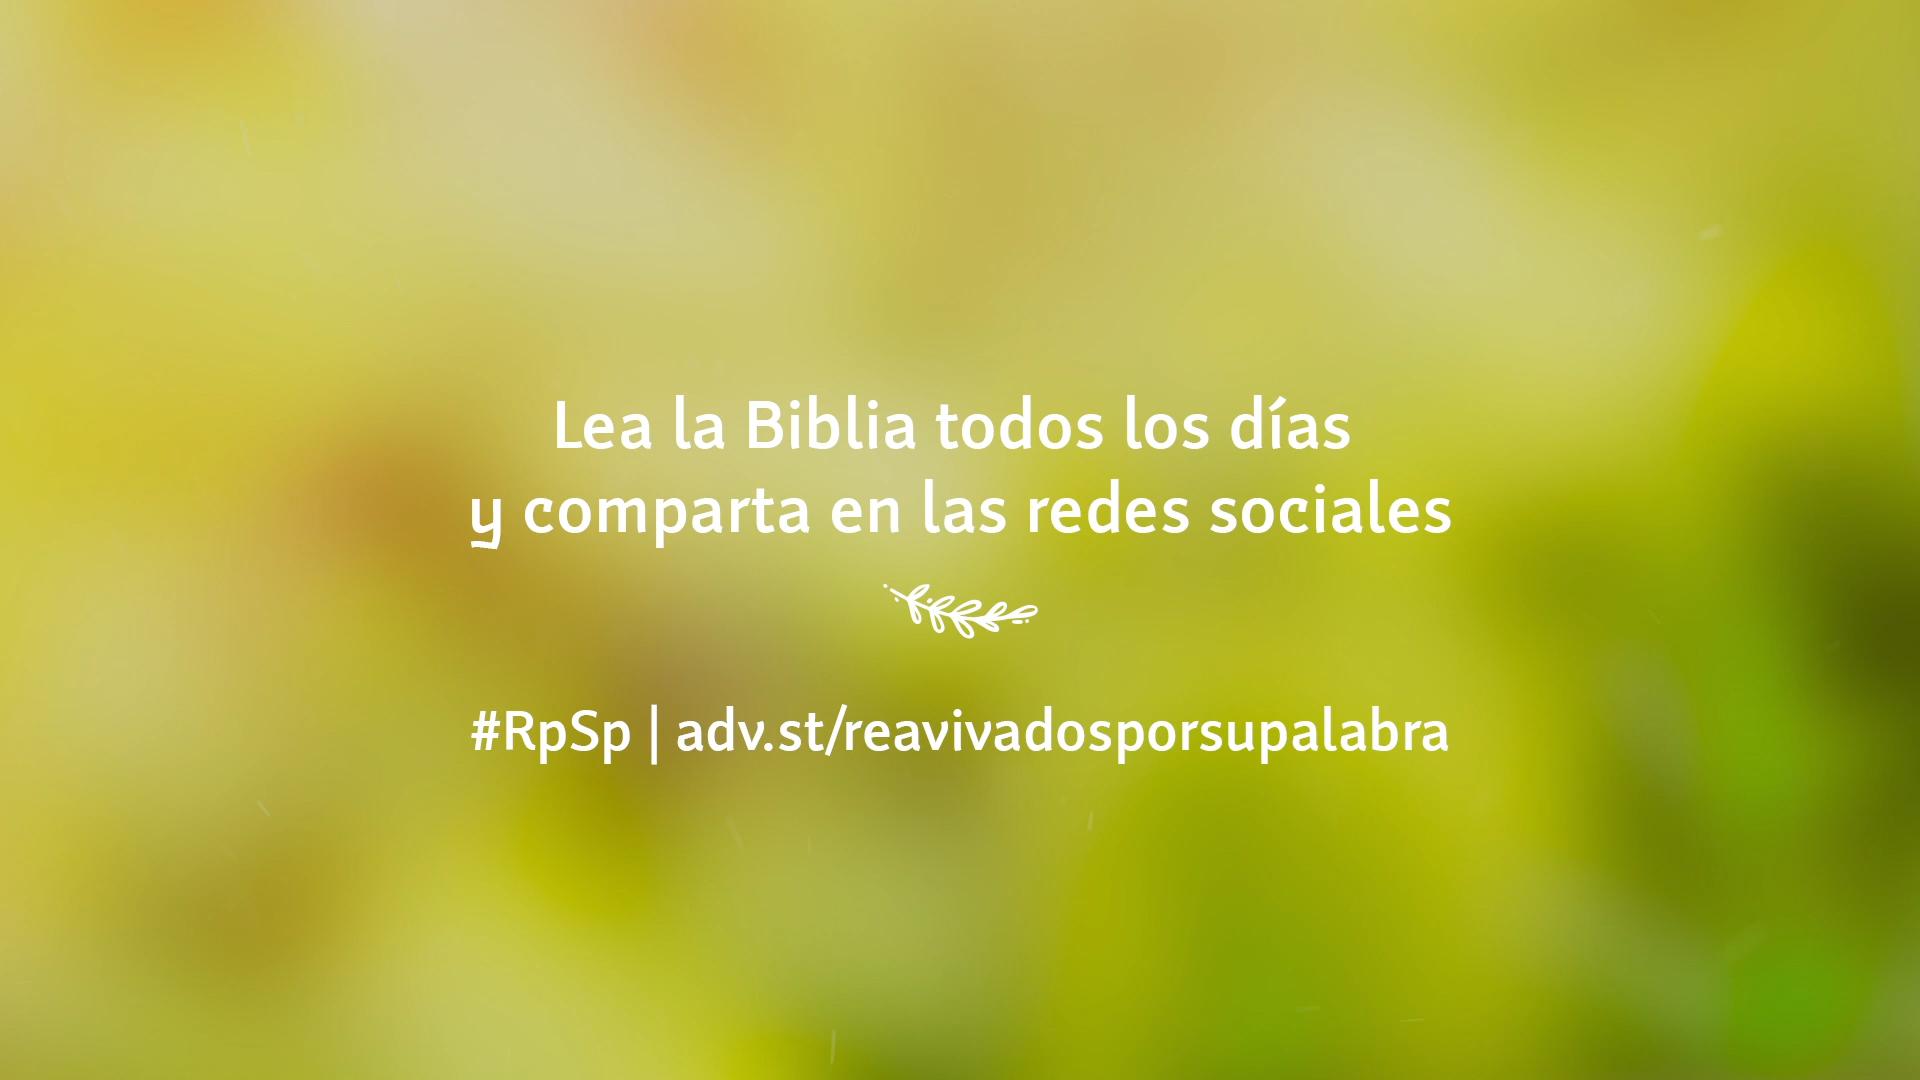 Lea la Biblia todos los días
y comparta en las redes sociales
#RpSp | adv.st/reavivadosporsupalabra